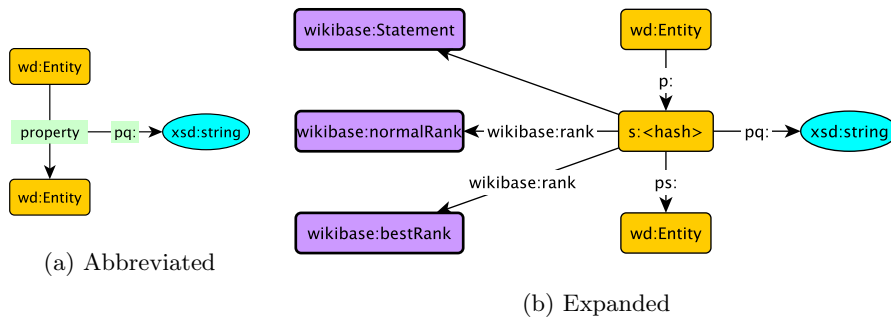 wd:Entity
property
pq:
xsd:string
wd:Entity
(a) Abbreviated
wikibase:Statement
wd:Entity
p:
wikibase:normalRank
wikibase:rank
s:<hash>
pq:
xsd:string
wikibase:rank
ps:
wikibase:bestRank
wd:Entity
(b) Expanded